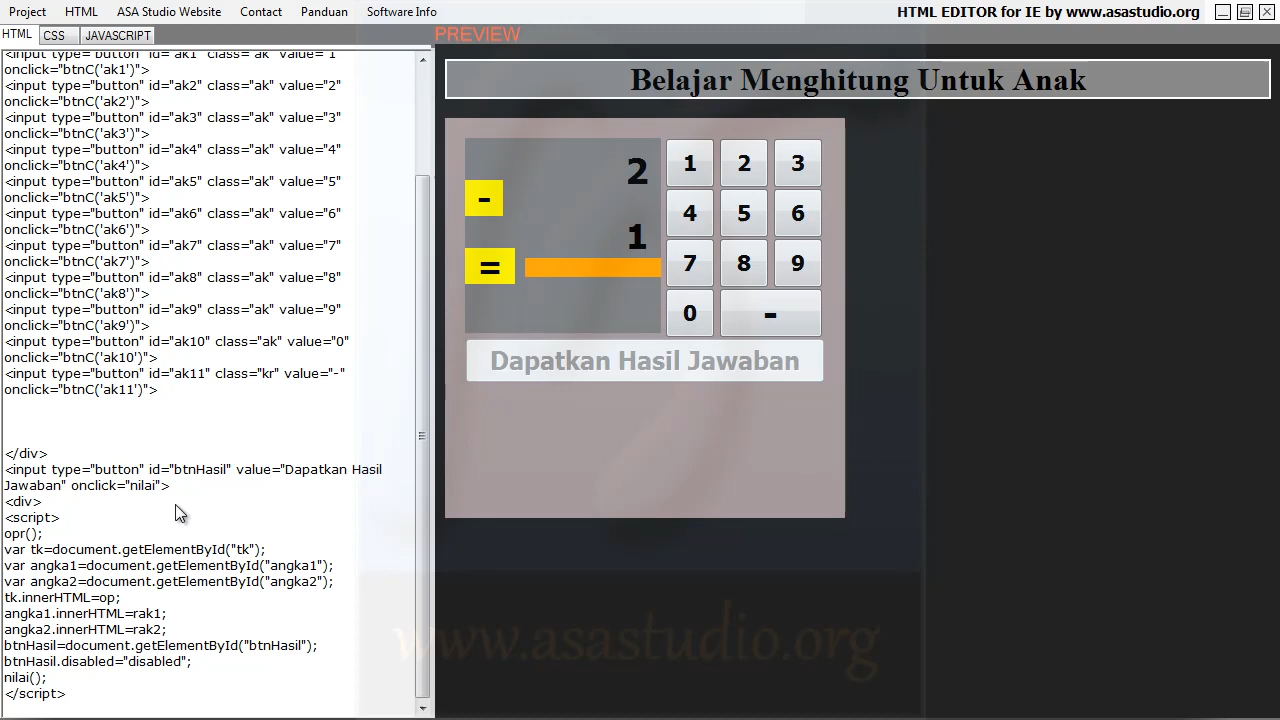 Project HTML ASA Studio Website Contact Panduan Software Info HTML EDITOR for IE by www.asastudio.org
HTML CSS JAVASCRIPT PREVIEW
<input type="button" id="ak1" class="ak" value="1"
onclick="btnC('ak1')">
<input type="button" id="ak2" class="ak" value="2"
onclick="btnC('ak2')">
<input type="button" id="ak3" class="ak" value="3"
onclick="btnC('ak3')">
<input type="button" id="ak4" class="ak" value="4"
onclick="btnC('ak4')">
<input type="button" id="ak5" class="ak" value="5"
onclick="btnC('ak5')">
<input type="button" id="ak6" class="ak" value="6"
onclick="btnC('ak6')">
<input type="button" id="ak7" class="ak" value="7"
onclick="btnC('ak7')">
<input type="button" id="ak8" class="ak" value="8"
onclick="btnC('ak8')">
<input type="button" id="ak9" class="ak" value="9"
onclick="btnC('ak9')">
<input type="button" id="ak10" class="ak" value="0"
onclick="btnC('ak10')">
<input type="button" id="ak11" class="kr" value="-"
onclick="btnC('ak11')">
</div>
<input type="button" id="btnHasil" value="Dapatkan Hasil
Jawaban" onclick="nilai">
<div>
<script>
opr();
var tk=document.getElementById("tk");
var angka1=document.getElementById("angka1");
var angka2=document.getElementById("angka2");
tk.innerHTML=op;
angka1.innerHTML=rak1;
angka2.innerHTML=rak2;
btnHasil=document.getElementById("btnHasil");
btnHasil.disabled="disabled";
nilai();
</script>
Belajar Menghitung Untuk Anak
2
-
1
=
1 2 3
4 5 6
7 8 9
0 -
Dapatkan Hasil Jawaban
www.asastudio.org